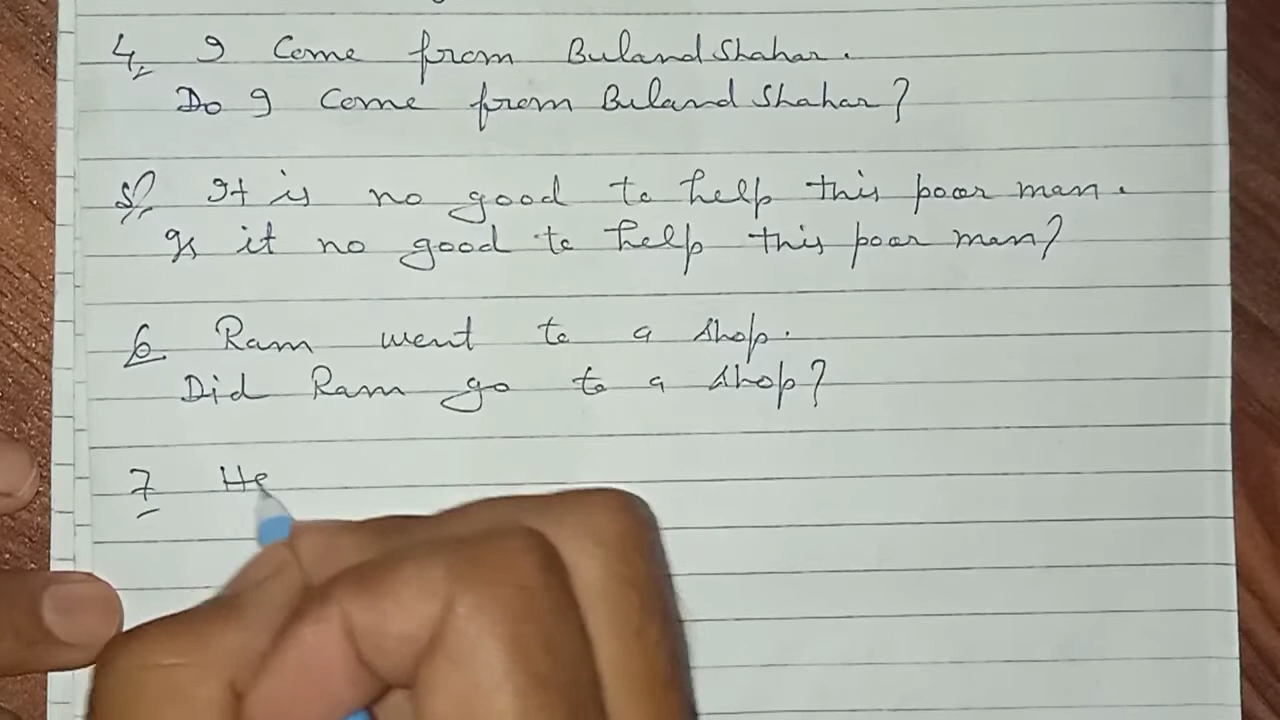 4, I Come from Buland Shahar.
Do I Come from Buland Shahar?
5, It is no good to help this poor man.
Is it no good to help this poor man?
6 Ram went to a shop.
Did Ram go to a shop?
7 He